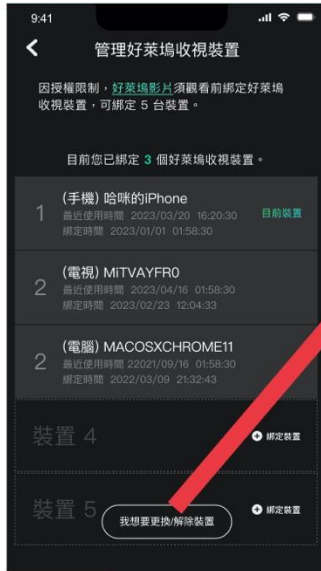 9:41
管理好萊塢收視裝置
因授權限制，好萊塢影片須觀看前綁定好萊塢
收視裝置，可綁定 5 台裝置。
目前您已綁定 3 個好萊塢收視裝置。
(手機) 哈咪的iPhone
1 最近使用時間 2023/03/20 16:20:30 目前裝置
綁定時間 2023/01/01 01:58:30
(電視) MiTVAYFR0
2 最近使用時間 2023/04/16 01:58:30
綁定時間 2023/02/23 12:04:33
(電腦) MACOSXCHROME11
2 最近使用時間 22021/09/16 01:58:30
綁定時間 2022/03/09 21:32:43
裝置 4 綁定裝置
裝置 5 綁定裝置
我想要更換/解除裝置